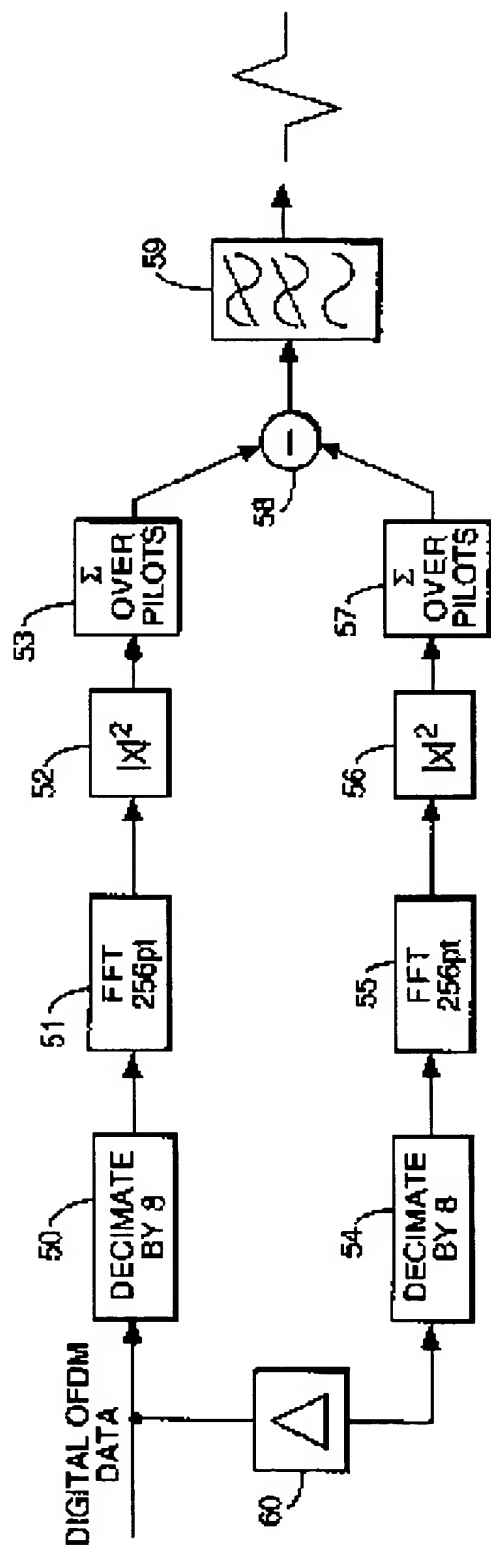 DIGITAL OFDM
DATA
50
DECIMATE
BY 8
51
FFT
256pt
52
|x|²
53
Σ
OVER
PILOTS
60
△
54
DECIMATE
BY 8
55
FFT
256pt
56
|x|²
57
Σ
OVER
PILOTS
58
−
59